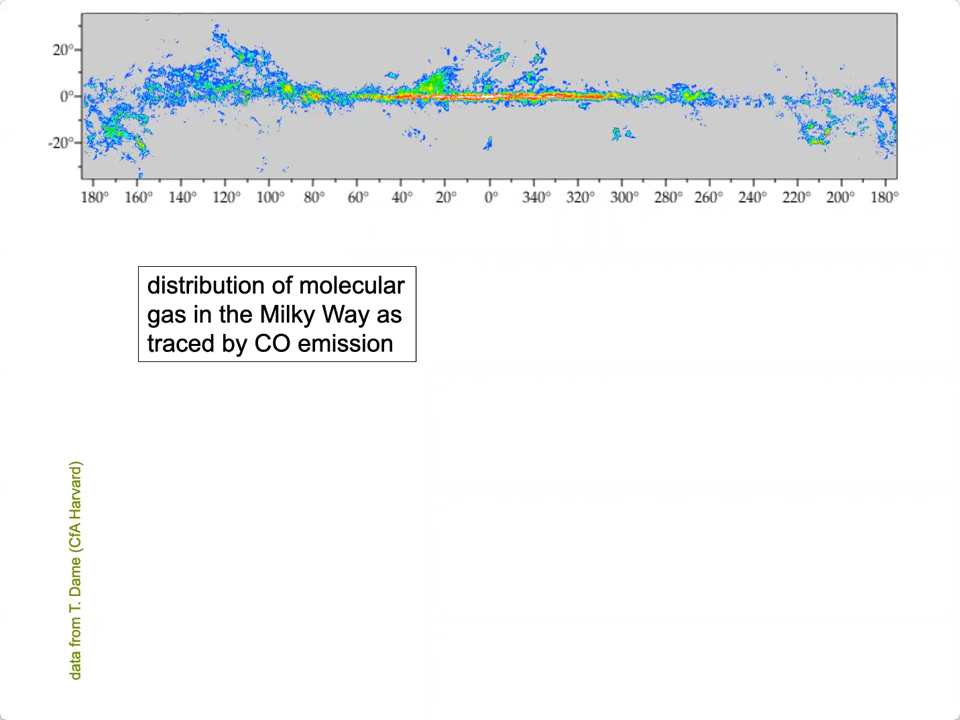 20°
0°
-20°
180° 160° 140° 120° 100° 80° 60° 40° 20° 0° 340° 320° 300° 280° 260° 240° 220° 200° 180°
distribution of molecular
gas in the Milky Way as
traced by CO emission
data from T. Dame (CfA Harvard)